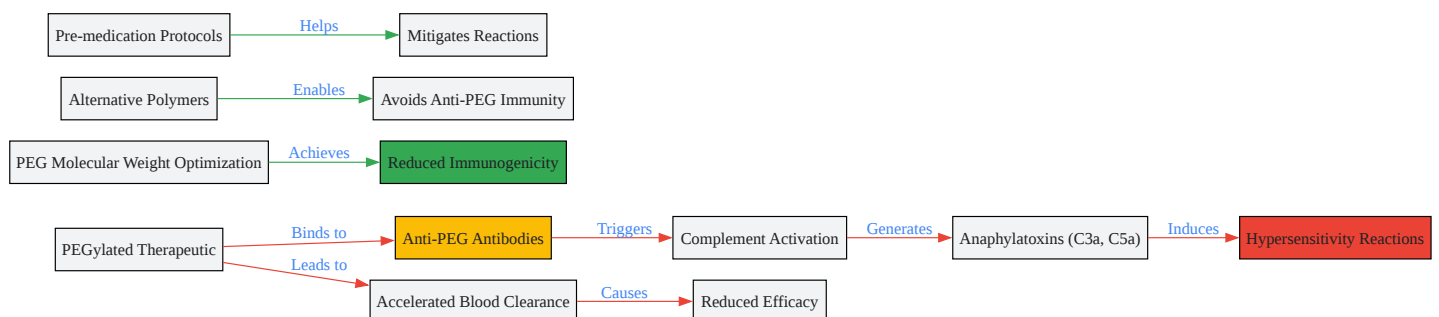 Pre-medication Protocols
Helps
Mitigates Reactions
Alternative Polymers
Enables
Avoids Anti-PEG Immunity
PEG Molecular Weight Optimization
Achieves
Reduced Immunogenicity
PEGylated Therapeutic
Binds to
Anti-PEG Antibodies
Triggers
Complement Activation
Generates
Anaphylatoxins (C3a, C5a)
Induces
Hypersensitivity Reactions
Leads to
Accelerated Blood Clearance
Causes
Reduced Efficacy